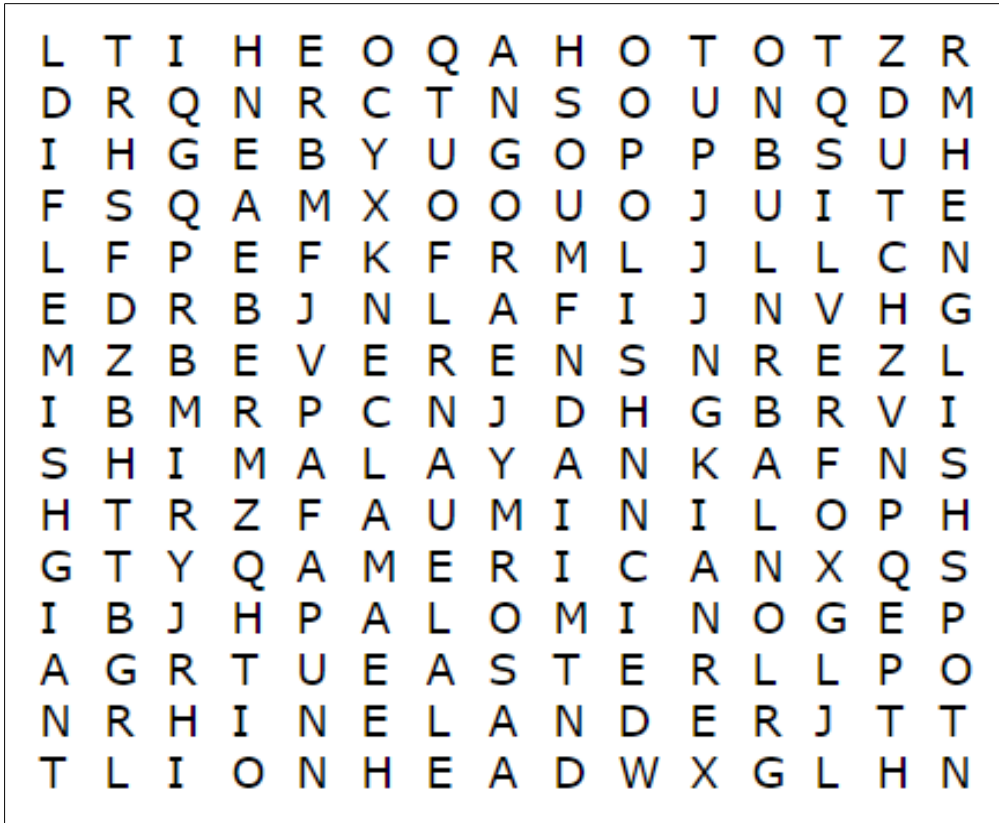 L T I H E O Q A H O T O T Z R
D R Q N R C T N S O U N Q D M
I H G E B Y U G O P P B S U H
F S Q A M X O O U O J U I T E
L F P E F K F R M L J L L C N
E D R B J N L A F I J N V H G
M Z B E V E R E N S N R E Z L
I B M R P C N J D H G B R V I
S H I M A L A Y A N K A F N S
H T R Z F A U M I N I L O P H
G T Y Q A M E R I C A N X Q S
I B J H P A L O M I N O G E P
A G R T U E A S T E R L L P O
N R H I N E L A N D E R J T T
T L I O N H E A D W X G L H N